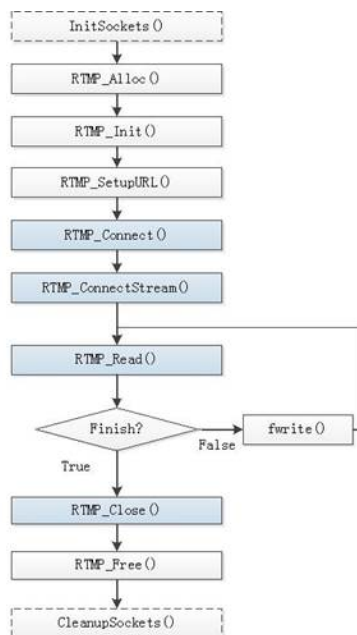 InitSockets()
RTMP_Alloc()
RTMP_Init()
RTMP_SetupURL()
RTMP_Connect()
RTMP_ConnectStream()
RTMP_Read()
Finish?
False
fwrite()
True
RTMP_Close()
RTMP_Free()
CleanupSockets()